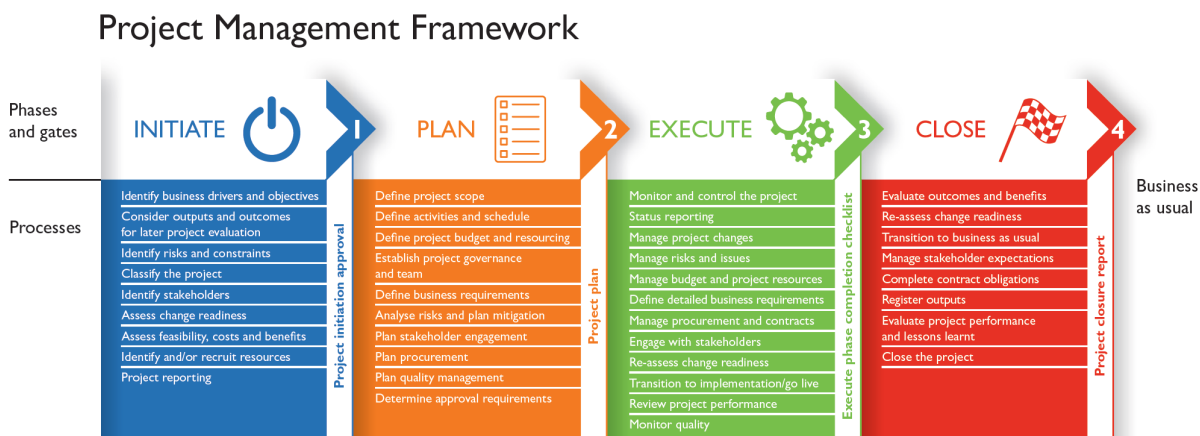 Project Management Framework
Phases
and gates
INITIATE
1
PLAN
2
EXECUTE
3
CLOSE
4
Business
as usual
Processes
Identify business drivers and objectives
Consider outputs and outcomes
for later project evaluation
Identify risks and constraints
Classify the project
Identify stakeholders
Assess change readiness
Assess feasibility, costs and benefits
Identify and/or recruit resources
Project reporting
Project initiation approval
Define project scope
Define activities and schedule
Define project budget and resourcing
Establish project governance
and team
Define business requirements
Analyse risks and plan mitigation
Plan stakeholder engagement
Plan procurement
Plan quality management
Determine approval requirements
Project plan
Monitor and control the project
Status reporting
Manage project changes
Manage risks and issues
Manage budget and project resources
Define detailed business requirements
Manage procurement and contracts
Engage with stakeholders
Re-assess change readiness
Transition to implementation/go live
Review project performance
Monitor quality
Execute phase completion checklist
Evaluate outcomes and benefits
Re-assess change readiness
Transition to business as usual
Manage stakeholder expectations
Complete contract obligations
Register outputs
Evaluate project performance
and lessons learnt
Close the project
Project closure report